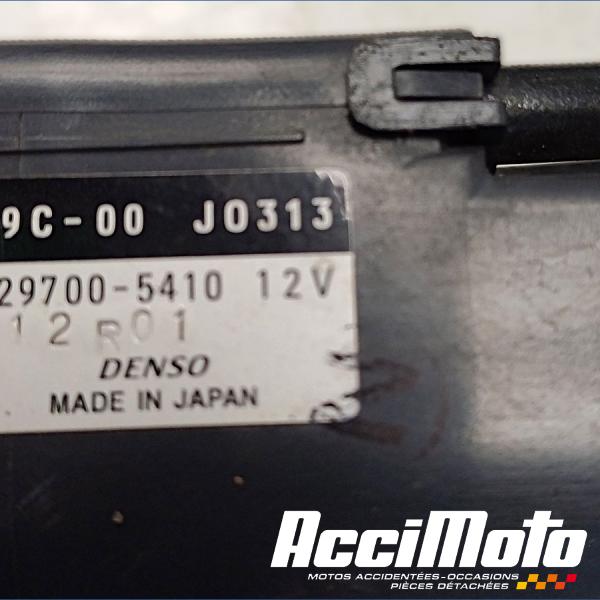 9C-00 J0313
29700-5410 12V
12R01
DENSO
MADE IN JAPAN
AcciMoto
MOTOS ACCIDENTÉES-OCCASIONS
PIÈCES DÉTACHÉES